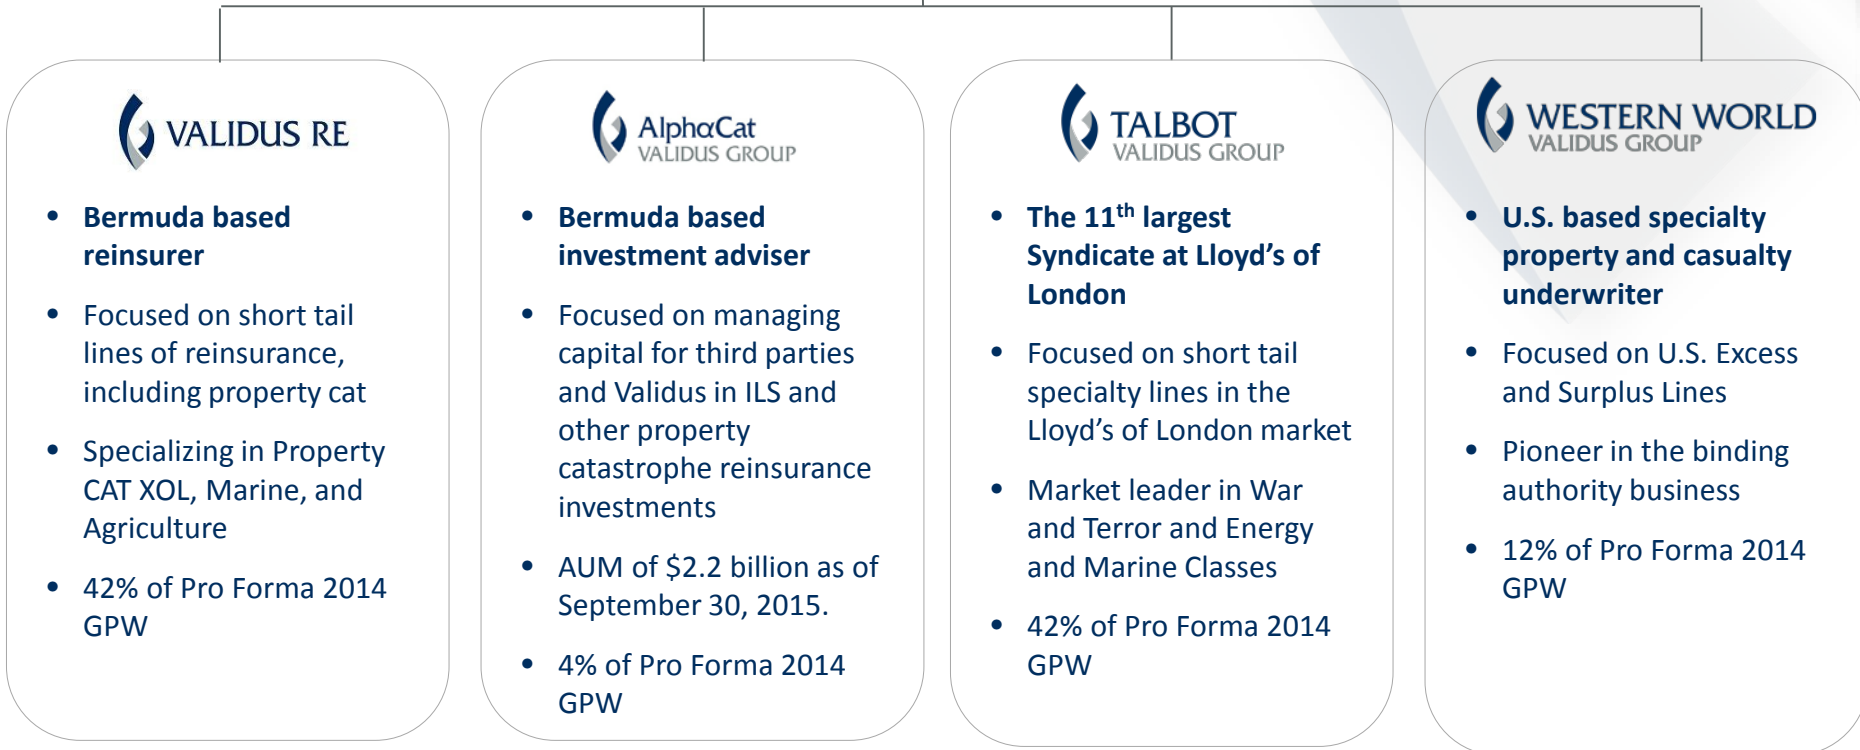 VALIDUS RE
• Bermuda based
reinsurer
• Focused on short tail
lines of reinsurance,
including property cat
• Specializing in Property
CAT XOL, Marine, and
Agriculture
• 42% of Pro Forma 2014
GPW
AlphαCat
VALIDUS GROUP
• Bermuda based
investment adviser
• Focused on managing
capital for third parties
and Validus in ILS and
other property
catastrophe reinsurance
investments
• AUM of $2.2 billion as of
September 30, 2015.
• 4% of Pro Forma 2014
GPW
TALBOT
VALIDUS GROUP
• The 11th largest
Syndicate at Lloyd’s of
London
• Focused on short tail
specialty lines in the
Lloyd’s of London market
• Market leader in War
and Terror and Energy
and Marine Classes
• 42% of Pro Forma 2014
GPW
WESTERN WORLD
VALIDUS GROUP
• U.S. based specialty
property and casualty
underwriter
• Focused on U.S. Excess
and Surplus Lines
• Pioneer in the binding
authority business
• 12% of Pro Forma 2014
GPW